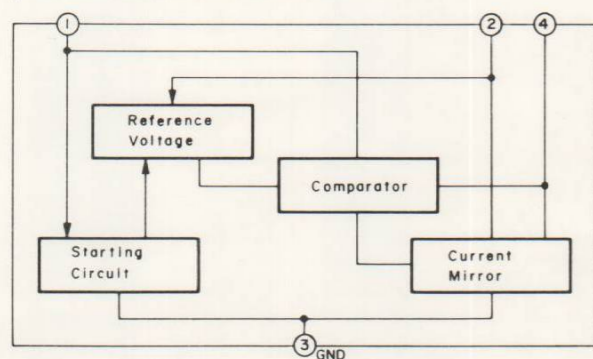 1
2
4
Reference
Voltage
Comparator
Starting
Circuit
Current
Mirror
3
GND